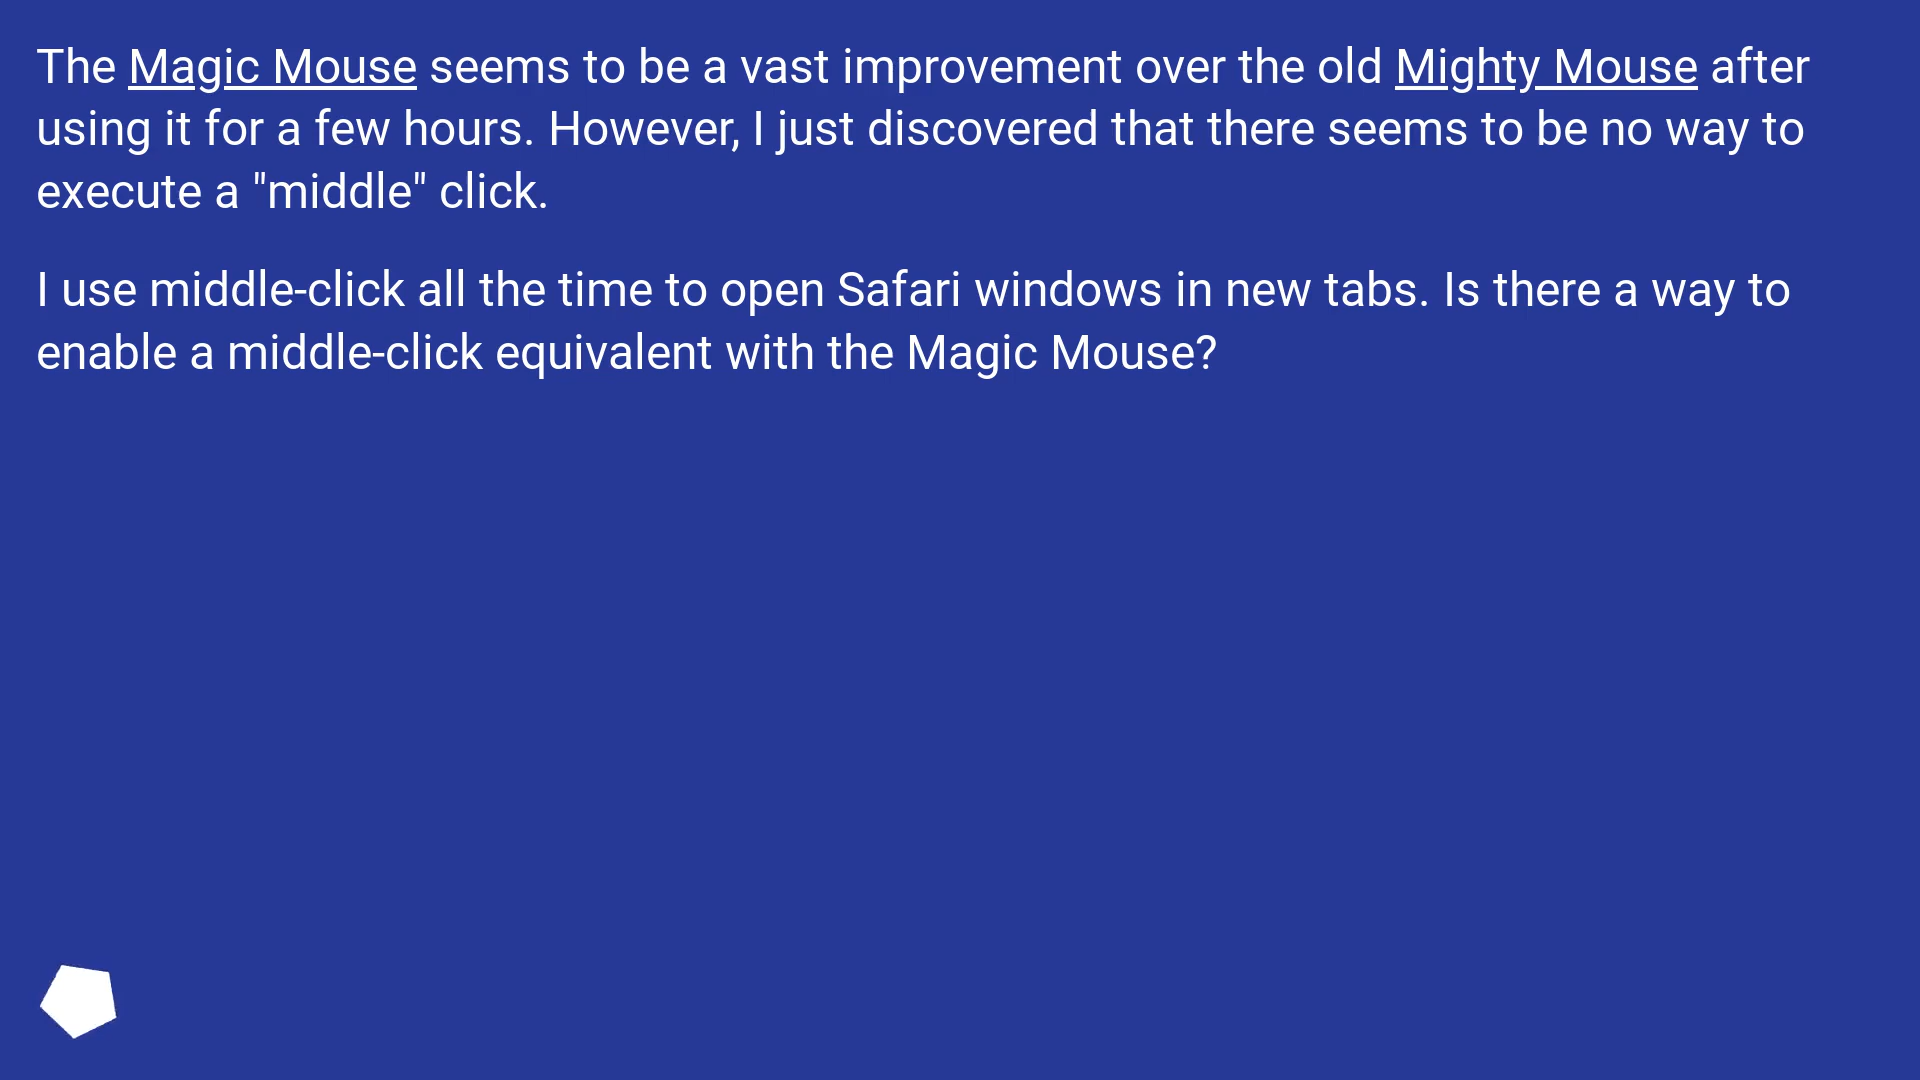 The Magic Mouse seems to be a vast improvement over the old Mighty Mouse after
using it for a few hours. However, I just discovered that there seems to be no way to
execute a "middle" click.
I use middle-click all the time to open Safari windows in new tabs. Is there a way to
enable a middle-click equivalent with the Magic Mouse?